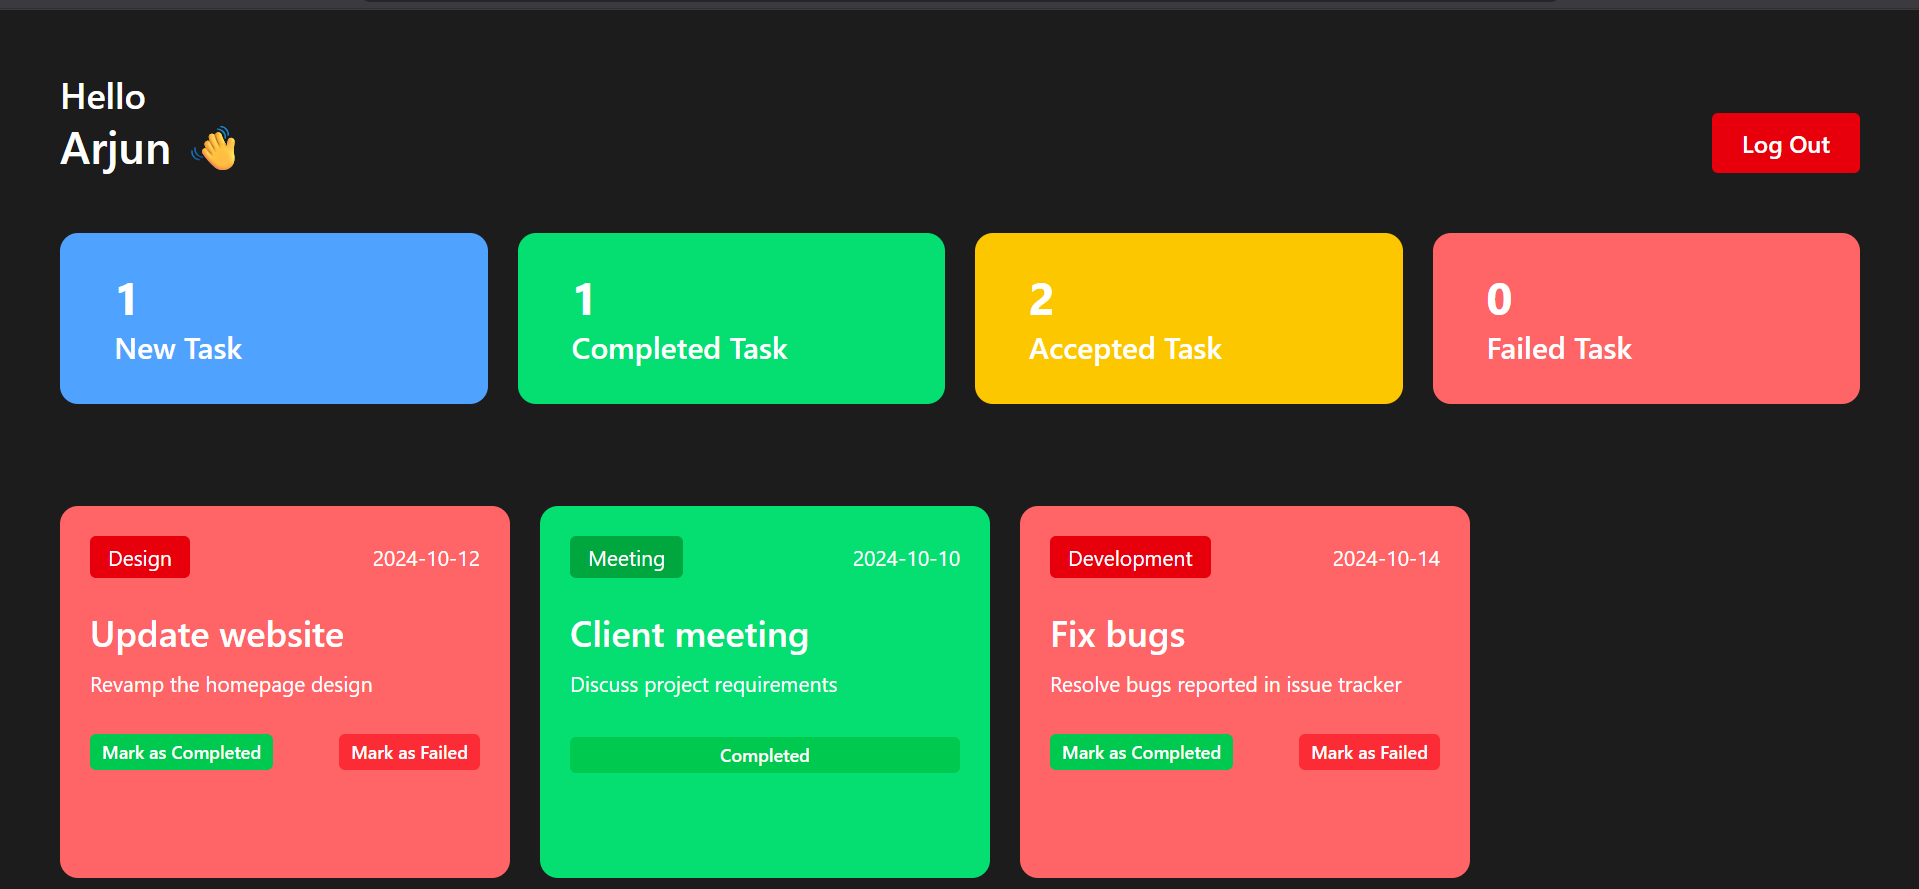 Hello
Arjun 👋
Log Out
1
New Task
1
Completed Task
2
Accepted Task
0
Failed Task
Design
2024-10-12
Update website
Revamp the homepage design
Mark as Completed
Mark as Failed
Meeting
2024-10-10
Client meeting
Discuss project requirements
Completed
Development
2024-10-14
Fix bugs
Resolve bugs reported in issue tracker
Mark as Completed
Mark as Failed